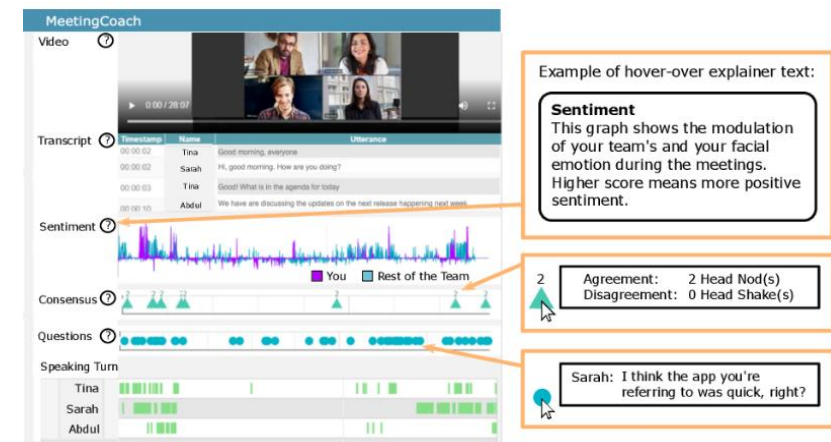 MeetingCoach
Video ?
0:00 / 28:07
Transcript ?
Timestamp Name Utterance
00:00:02 Tina Good morning, everyone
00:00:02 Sarah Hi, good morning. How are you doing?
00:00:03 Tina Good! What is in the agenda for today
00:00:10 Abdul We have are discussing the updates on the next release happening next week.
Sentiment ?
You Rest of the Team
Consensus ?
2 2 2 2 2 2 2
Questions ?
Speaking Turn
Tina
Sarah
Abdul
Example of hover-over explainer text:
Sentiment
This graph shows the modulation
of your team's and your facial
emotion during the meetings.
Higher score means more positive
sentiment.
2
Agreement: 2 Head Nod(s)
Disagreement: 0 Head Shake(s)
Sarah: I think the app you're
referring to was quick, right?